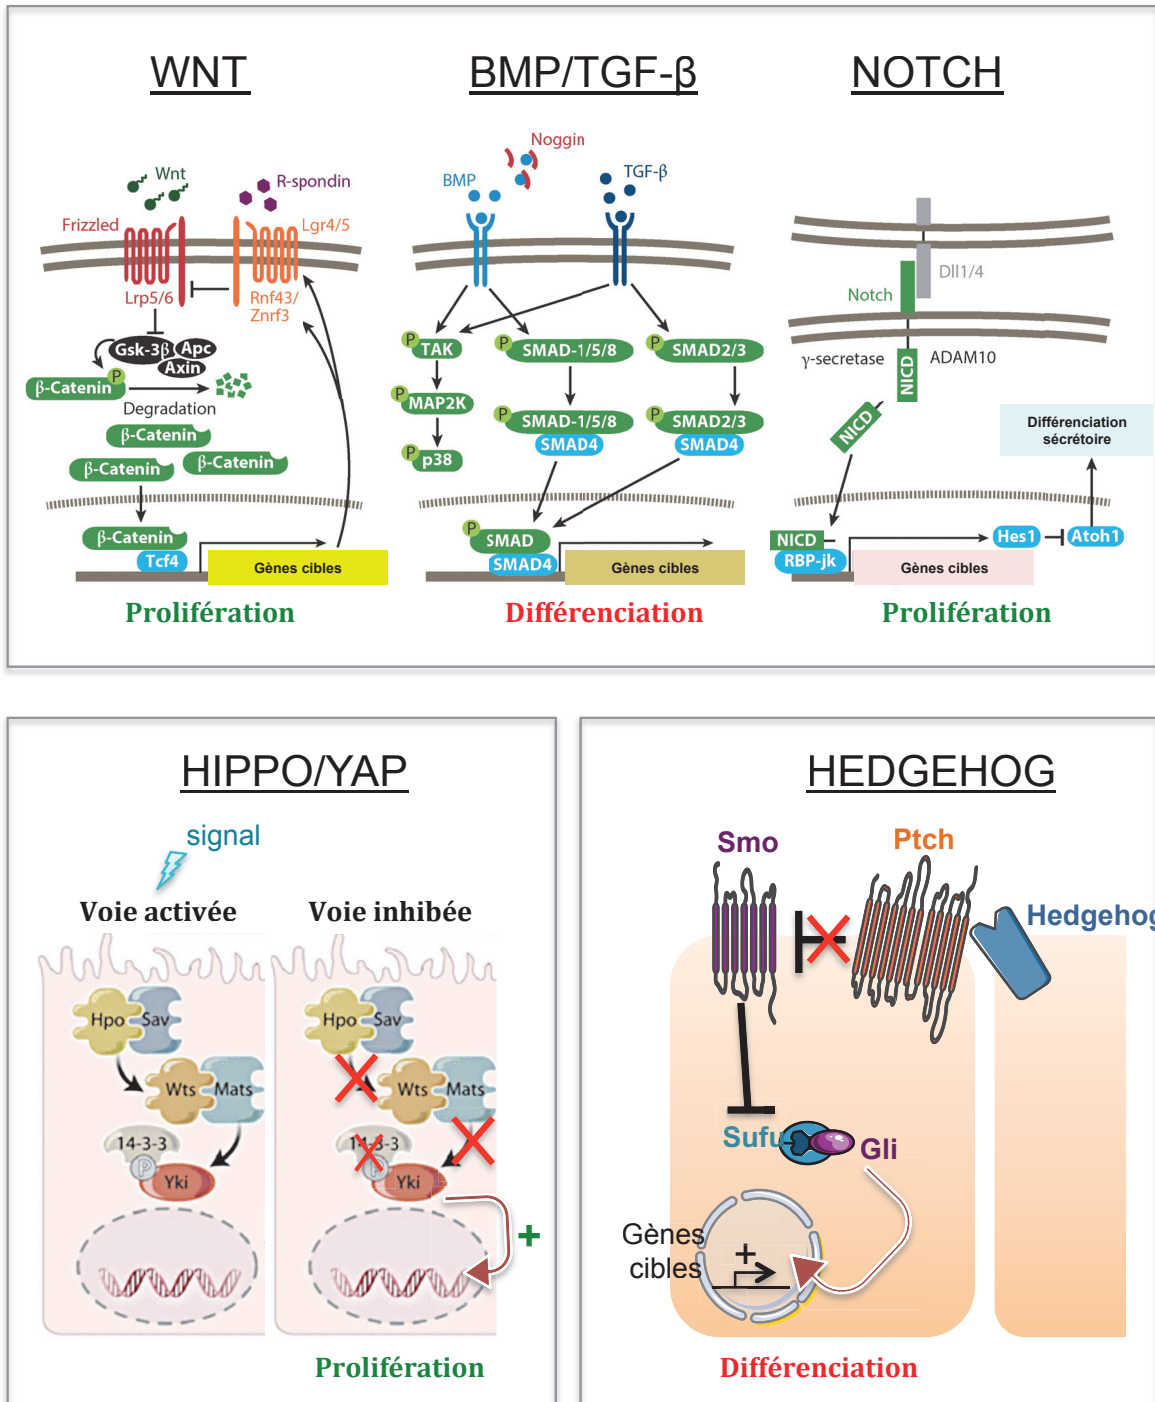 WNT
Wnt
R-spondin
Frizzled
Lgr4/5
Lrp5/6
Rnf43/
Znrf3
Gsk-3β
Apc
Axin
P
β-Catenin
Degradation
β-Catenin
β-Catenin
β-Catenin
β-Catenin
Tcf4
Gènes cibles
Prolifération
BMP/TGF-β
Noggin
BMP
TGF-β
P
TAK
P
SMAD-1/5/8
P
SMAD2/3
P
MAP2K
P
SMAD-1/5/8
SMAD4
P
SMAD2/3
SMAD4
P
p38
P
SMAD
SMAD4
Gènes cibles
Différenciation
NOTCH
Dll1/4
Notch
γ-secretase
NICD
ADAM10
NICD
Différenciation
sécrétoire
NICD
RBP-jk
Hes1
Atoh1
Gènes cibles
Prolifération
HIPPO/YAP
signal
Voie activée
Voie inhibée
Hpo
Sav
Wts
Mats
14-3-3
P
Yki
Hpo
Sav
Wts
Mats
14-3-3
P
Yki
+
Prolifération
HEDGEHOG
Smo
Ptch
Hedgehog
Sufu
Gli
Gènes
cibles
+
Différenciation